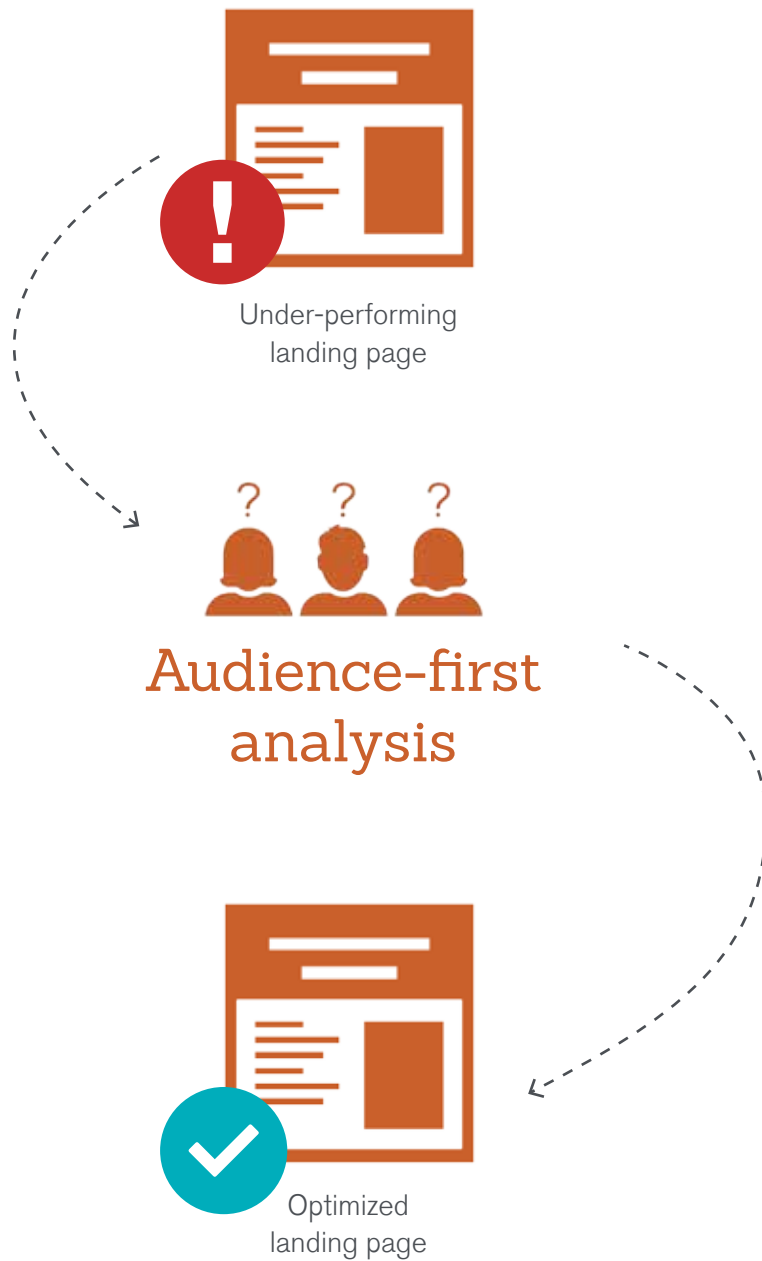 !
Under-performing
landing page
? ? ?
Audience-first
analysis
Optimized
landing page